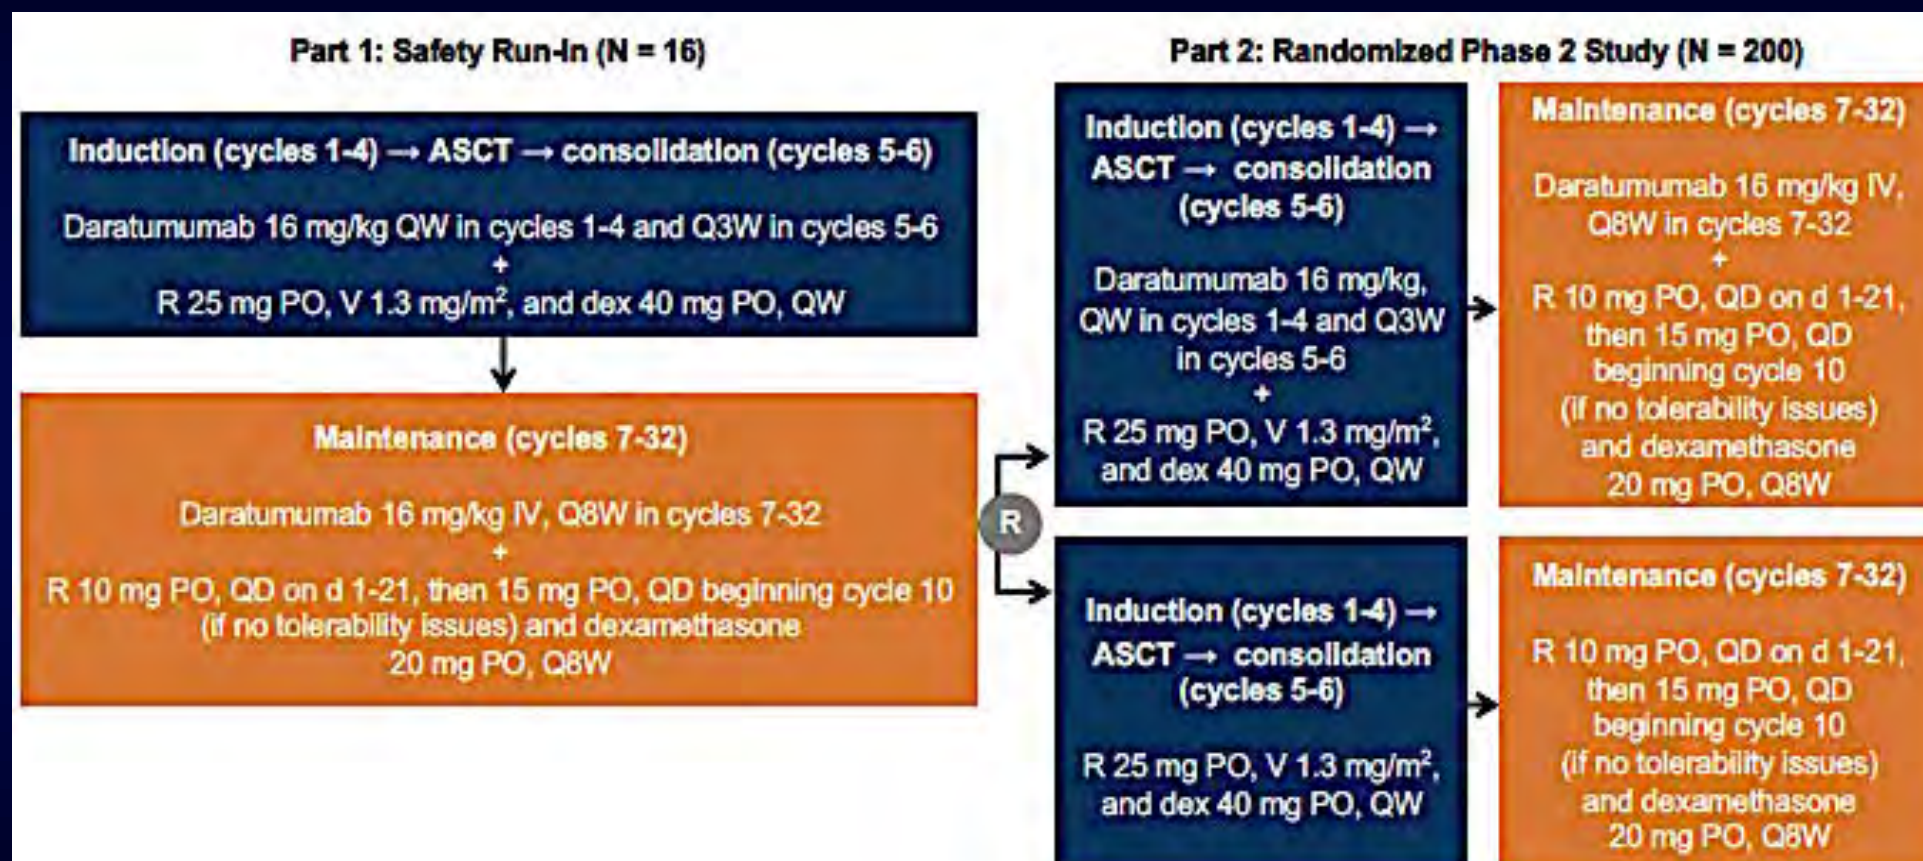 Part 1: Safety Run-In (N = 16)
Induction (cycles 1-4) → ASCT → consolidation (cycles 5-6)
Daratumumab 16 mg/kg QW in cycles 1-4 and Q3W in cycles 5-6
+
R 25 mg PO, V 1.3 mg/m², and dex 40 mg PO, QW
Maintenance (cycles 7-32)
Daratumumab 16 mg/kg IV, Q8W in cycles 7-32
+
R 10 mg PO, QD on d 1-21, then 15 mg PO, QD beginning cycle 10
(if no tolerability issues) and dexamethasone
20 mg PO, Q8W
R
Part 2: Randomized Phase 2 Study (N = 200)
Induction (cycles 1-4) →
ASCT → consolidation
(cycles 5-6)
Daratumumab 16 mg/kg,
QW in cycles 1-4 and Q3W
in cycles 5-6
+
R 25 mg PO, V 1.3 mg/m²,
and dex 40 mg PO, QW
Maintenance (cycles 7-32)
Daratumumab 16 mg/kg IV,
Q8W in cycles 7-32
+
R 10 mg PO, QD on d 1-21,
then 15 mg PO, QD
beginning cycle 10
(if no tolerability issues)
and dexamethasone
20 mg PO, Q8W
Induction (cycles 1-4) →
ASCT → consolidation
(cycles 5-6)
R 25 mg PO, V 1.3 mg/m²,
and dex 40 mg PO, QW
Maintenance (cycles 7-32)
R 10 mg PO, QD on d 1-21,
then 15 mg PO, QD
beginning cycle 10
(if no tolerability issues)
and dexamethasone
20 mg PO, Q8W